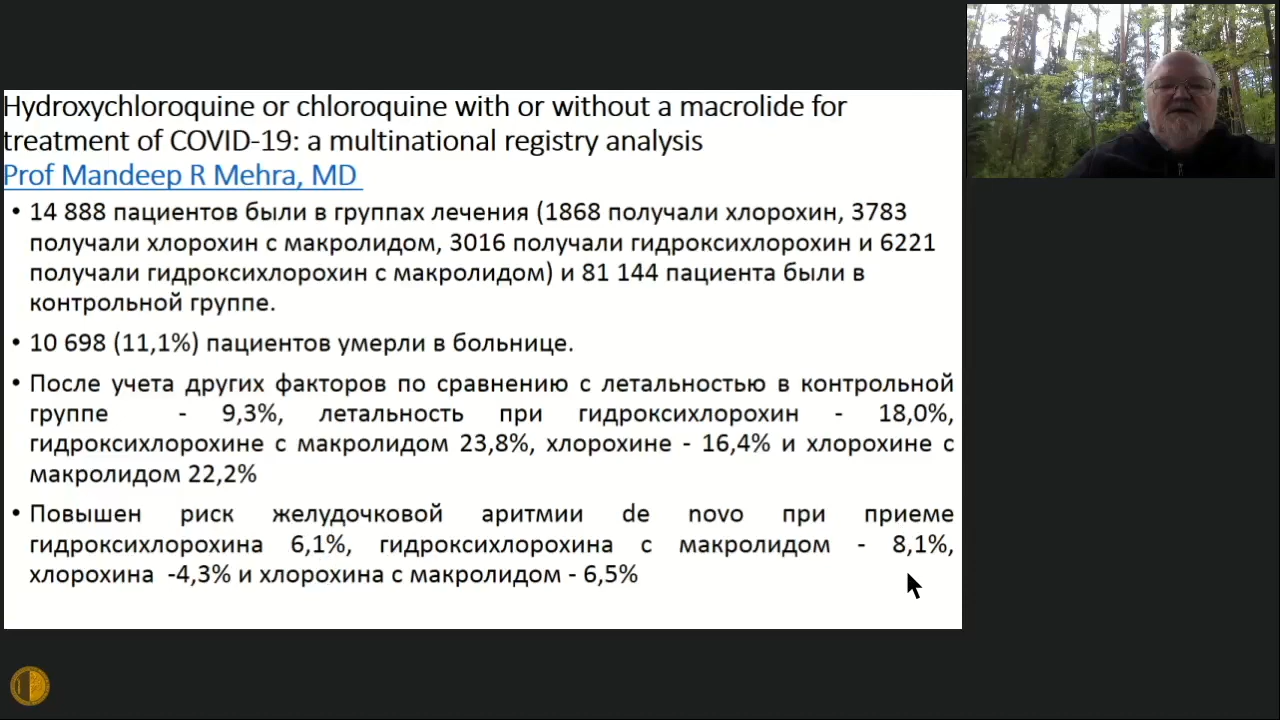 Hydroxychloroquine or chloroquine with or without a macrolide for
treatment of COVID-19: a multinational registry analysis
Prof Mandeep R Mehra, MD
• 14 888 пациентов были в группах лечения (1868 получали хлорохин, 3783
получали хлорохин с макролидом, 3016 получали гидроксихлорохин и 6221
получали гидроксихлорохин с макролидом) и 81 144 пациента были в
контрольной группе.
• 10 698 (11,1%) пациентов умерли в больнице.
• После учета других факторов по сравнению с летальностью в контрольной
группе - 9,3%, летальность при гидроксихлорохин - 18,0%,
гидроксихлорохине с макролидом 23,8%, хлорохине - 16,4% и хлорохине с
макролидом 22,2%
• Повышен риск желудочковой аритмии de novo при приеме
гидроксихлорохина 6,1%, гидроксихлорохина с макролидом - 8,1%,
хлорохина -4,3% и хлорохина с макролидом - 6,5%